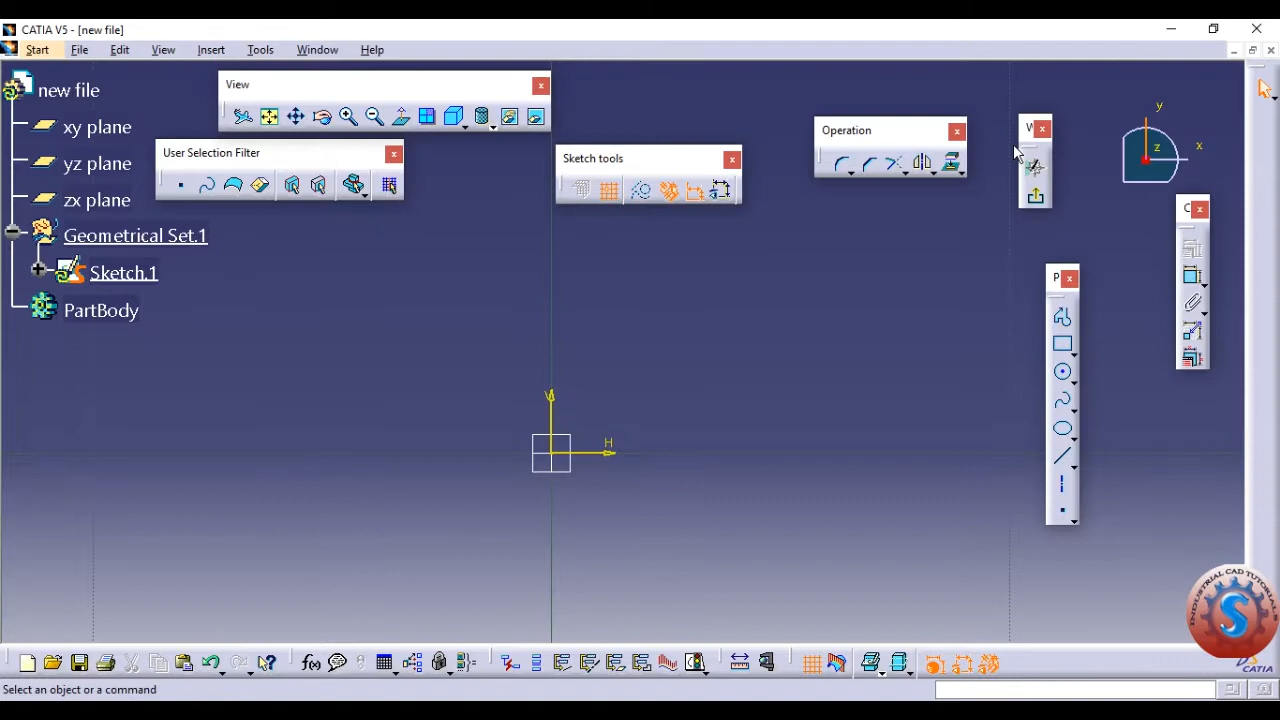 CATIA V5 - [new file]
Start File Edit View Insert Tools Window Help
new file
xy plane
yz plane
zx plane
Geometrical Set.1
Sketch.1
PartBody
View
User Selection Filter
Sketch tools
Operation
W
C
P
y
x
z
V
H
f(x)
INDUSTRIAL CAD TUTORIALS
S
CATIA
Select an object or a command